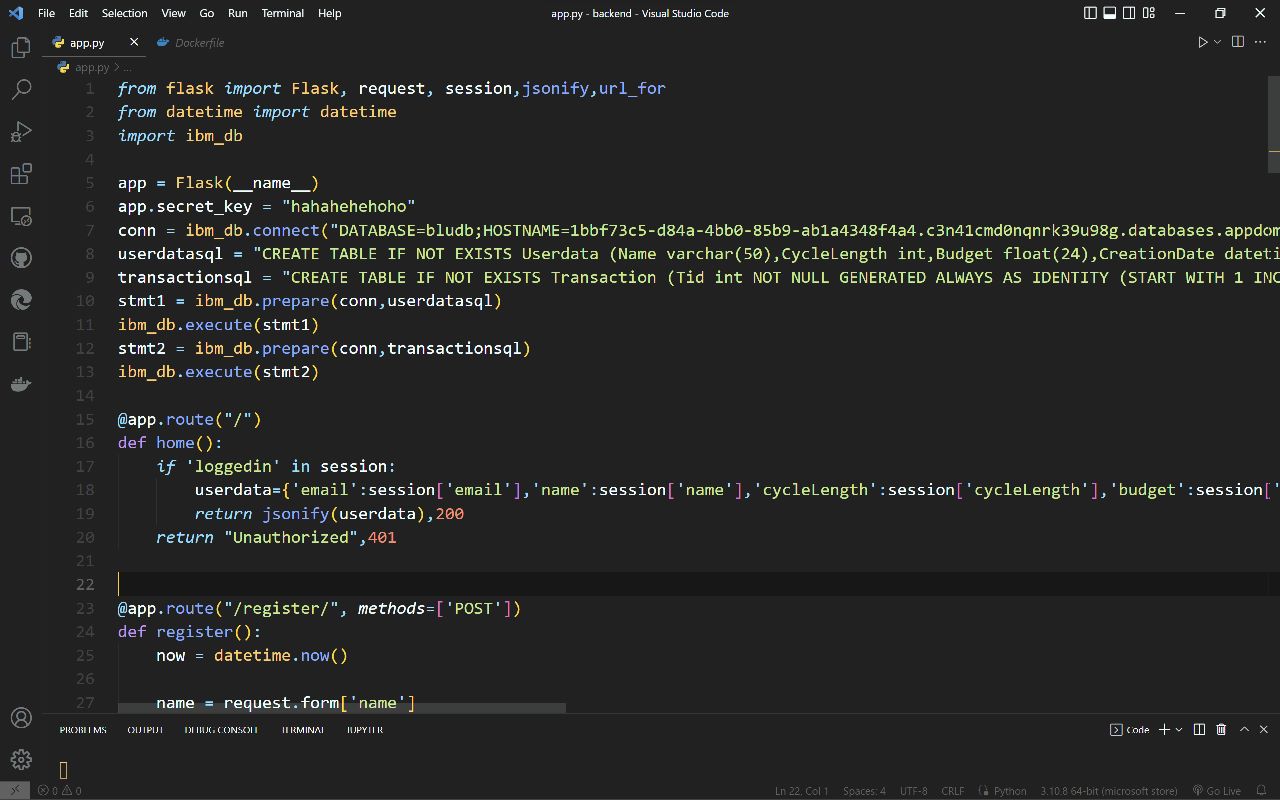 File Edit Selection View Go Run Terminal Help
app.py - backend - Visual Studio Code
app.py
Dockerfile
app.py > ...
1 from flask import Flask, request, session,jsonify,url_for
2 from datetime import datetime
3 import ibm_db
4
5 app = Flask(__name__)
6 app.secret_key = "hahahehehoho"
7 conn = ibm_db.connect("DATABASE=bludb;HOSTNAME=1bbf73c5-d84a-4bb0-85b9-ab1a4348f4a4.c3n41cmd0nqnrk39u98g.databases.appdom
8 userdatasql = "CREATE TABLE IF NOT EXISTS Userdata (Name varchar(50),CycleLength int,Budget float(24),CreationDate dateti
9 transactionsql = "CREATE TABLE IF NOT EXISTS Transaction (Tid int NOT NULL GENERATED ALWAYS AS IDENTITY (START WITH 1 INC
10 stmt1 = ibm_db.prepare(conn,userdatasql)
11 ibm_db.execute(stmt1)
12 stmt2 = ibm_db.prepare(conn,transactionsql)
13 ibm_db.execute(stmt2)
14
15 @app.route("/")
16 def home():
17 if 'loggedin' in session:
18 userdata={'email':session['email'],'name':session['name'],'cycleLength':session['cycleLength'],'budget':session['
19 return jsonify(userdata),200
20 return "Unauthorized",401
21
22
23 @app.route("/register/", methods=['POST'])
24 def register():
25 now = datetime.now()
26
27 name = request.form['name']
PROBLEMS OUTPUT DEBUG CONSOLE TERMINAL JUPYTER
Code
0 0
Ln 22, Col 1 Spaces: 4 UTF-8 CRLF Python 3.10.8 64-bit (microsoft store) Go Live